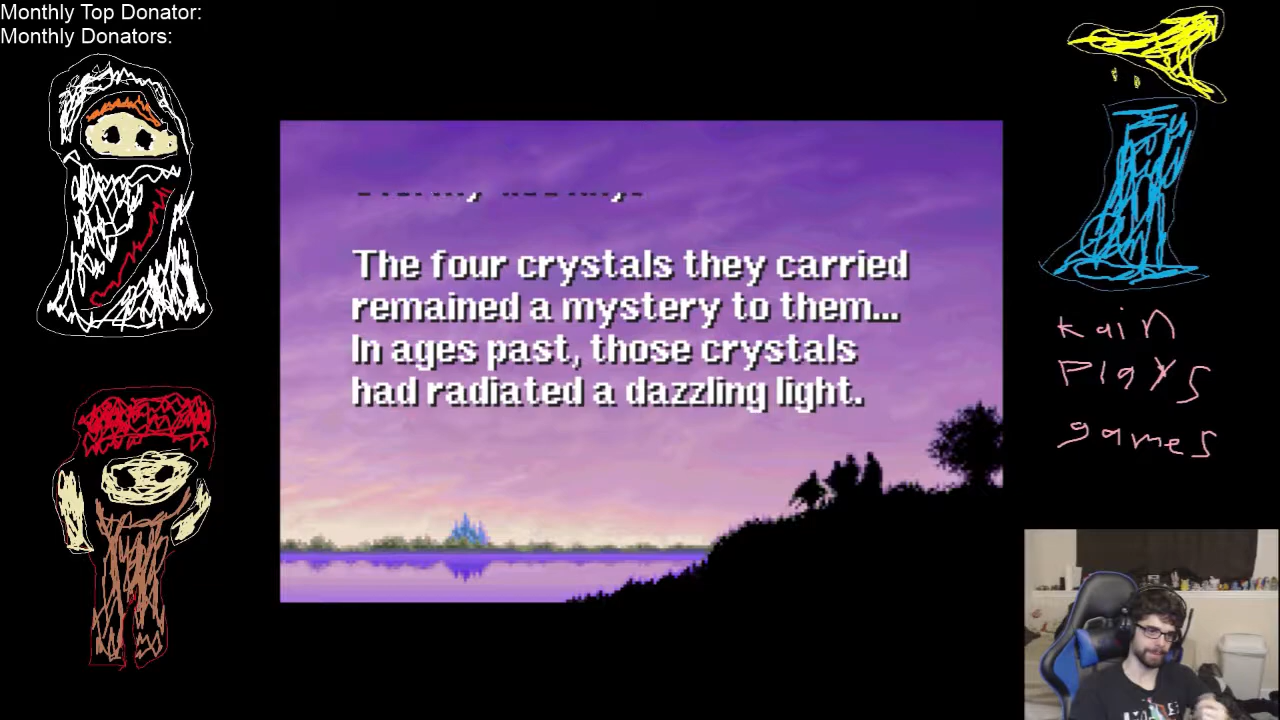 Monthly Top Donator:
Monthly Donators:
The four crystals they carried
remained a mystery to them...
In ages past, those crystals
had radiated a dazzling light.
kain
Plays
games